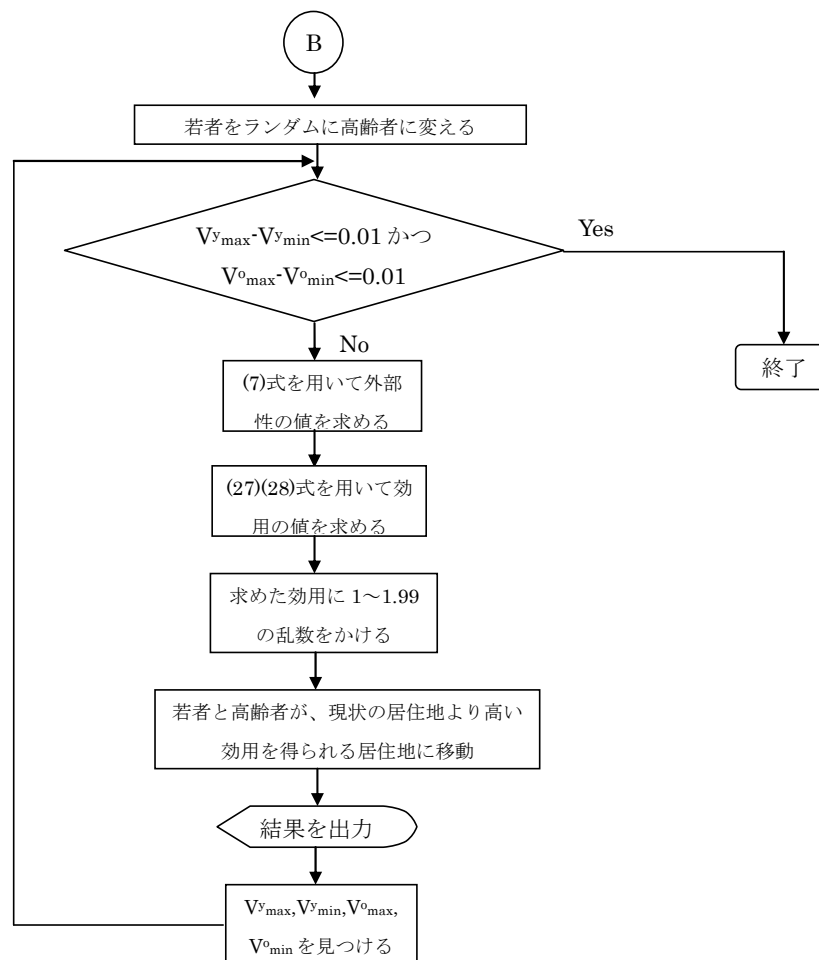 B
若者をランダムに高齢者に変える
Vʸmax-Vʸmin<=0.01 かつ
Vᵒmax-Vᵒmin<=0.01
Yes
No
終了
(7)式を用いて外部
性の値を求める
(27)(28)式を用いて効
用の値を求める
求めた効用に 1～1.99
の乱数をかける
若者と高齢者が、現状の居住地より高い
効用を得られる居住地に移動
結果を出力
Vʸmax,Vʸmin,Vᵒmax,
Vᵒmin を見つける